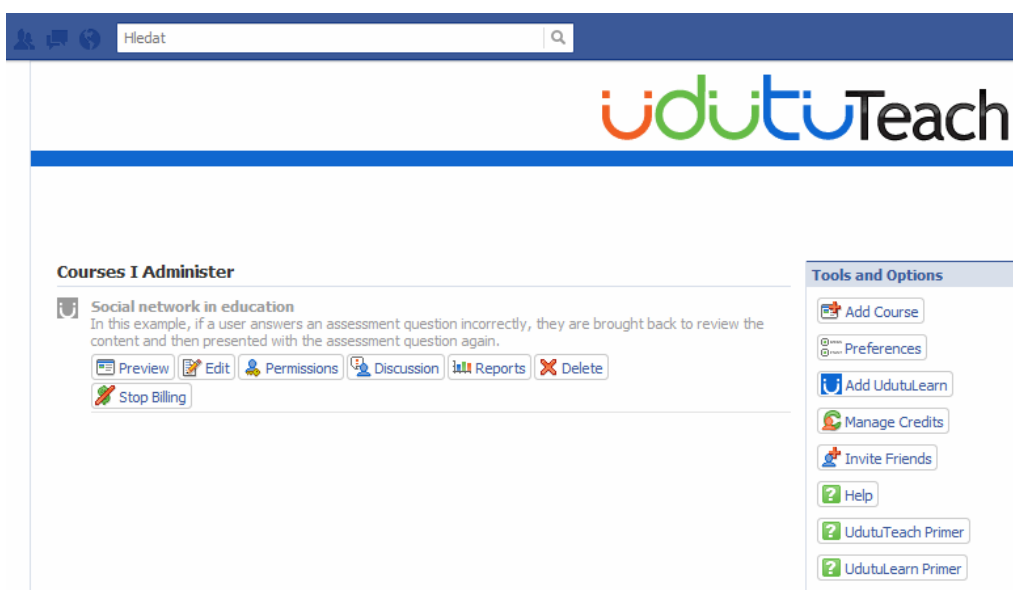 Hledat
udutuTeach
Courses I Administer
Social network in education
In this example, if a user answers an assessment question incorrectly, they are brought back to review the
content and then presented with the assessment question again.
Preview Edit Permissions Discussion Reports Delete
Stop Billing
Tools and Options
Add Course
Preferences
Add UdutuLearn
Manage Credits
Invite Friends
Help
UdutuTeach Primer
UdutuLearn Primer